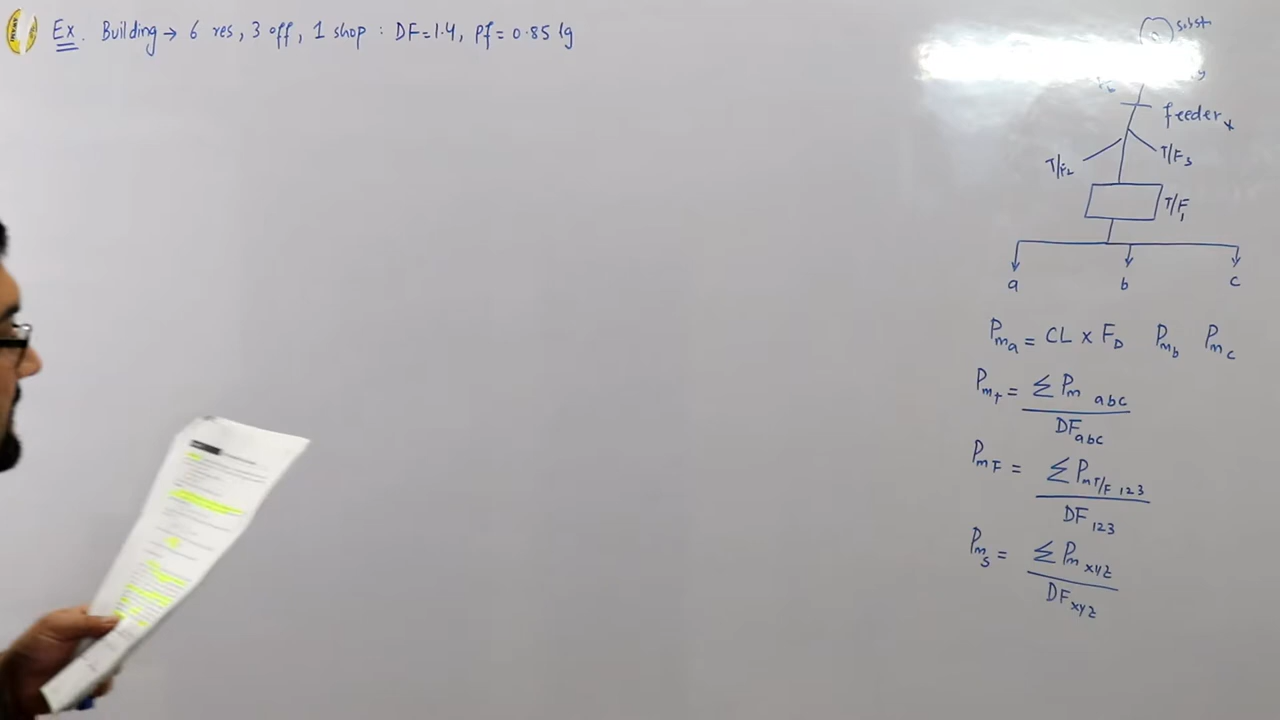 Ex. Building → 6 res, 3 off, 1 shop : DF=1.4, Pf=0.85 lg
subst
feeder x
T/F2
T/F3
T/F1
a b c
Pma = CL x FD Pmb Pmc
PmT = ΣPm abc
DFabc
PmF = ΣPmT/F 123
DF123
Pms = ΣPm xyz
DFxyz